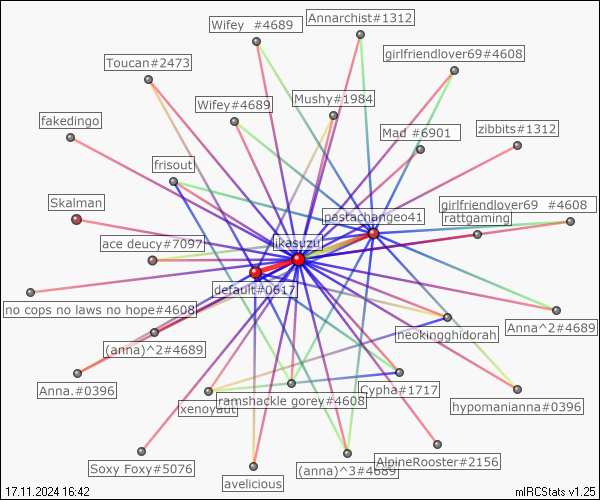 Annarchist#1312
Wifey  #4689
girlfriendlover69#4608
Toucan#2473
Mushy#1984
Wifey#4689
fakedingo
Mad #6901
zibbits#1312
frisout
Skalman
girlfriendlover69  #4608
pastachangeo41
rattgaming
ace deucy#7097
likasuzu
default#0617
no cops no laws no hope#4608
Anna^2#4689
neokingghidorah
(anna)^2#4689
Anna.#0396
Cypha#1717
ramshackle gorey#4608
xenoyaut
hypomanianna#0396
AlpineRooster#2156
Soxy Foxy#5076
(anna)^3#4689
avelicious
17.11.2024 16:42
mIRCStats v1.25